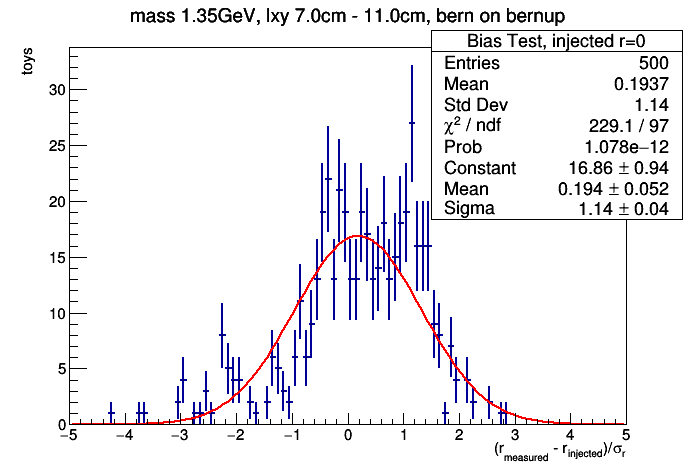 mass 1.35GeV, lxy 7.0cm - 11.0cm, bern on bernup
toys
Bias Test, injected r=0
Entries 500
Mean 0.1937
Std Dev 1.14
χ² / ndf 229.1 / 97
Prob 1.078e−12
Constant 16.86 ± 0.94
Mean 0.194 ± 0.052
Sigma 1.14 ± 0.04
30
25
20
15
10
5
0
−5 −4 −3 −2 −1 0 1 2 3 4 5
(r_measured - r_injected)/σ_r